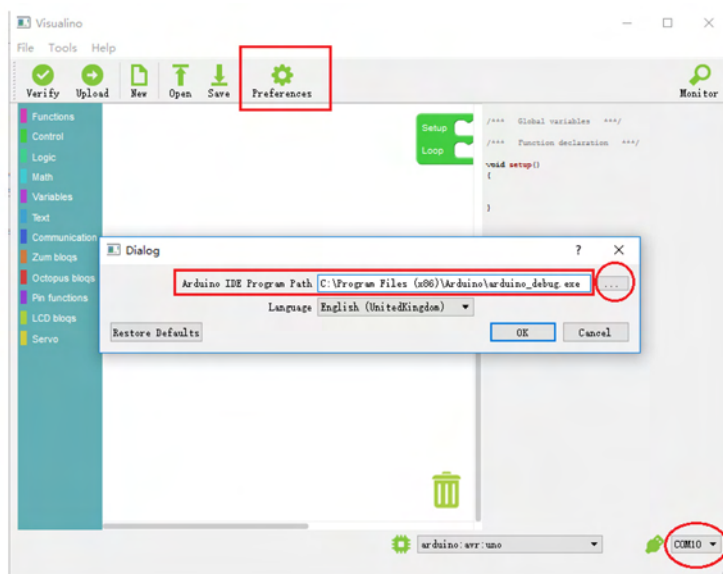 Visualino
File Tools Help
Verify Upload New Open Save Preferences Monitor
Functions
Control
Logic
Math
Variables
Text
Communication
Zum bloqs
Octopus bloqs
Pin functions
LCD bloqs
Servo
Setup
Loop
/*** Global variables ***/
/*** Function declaration ***/
void setup()
{
}
Dialog ?
Arduino IDE Program Path C:\Program Files (x86)\Arduino\arduino_debug.exe ...
Language English (UnitedKingdom)
Restore Defaults OK Cancel
arduino:avr:uno COM10